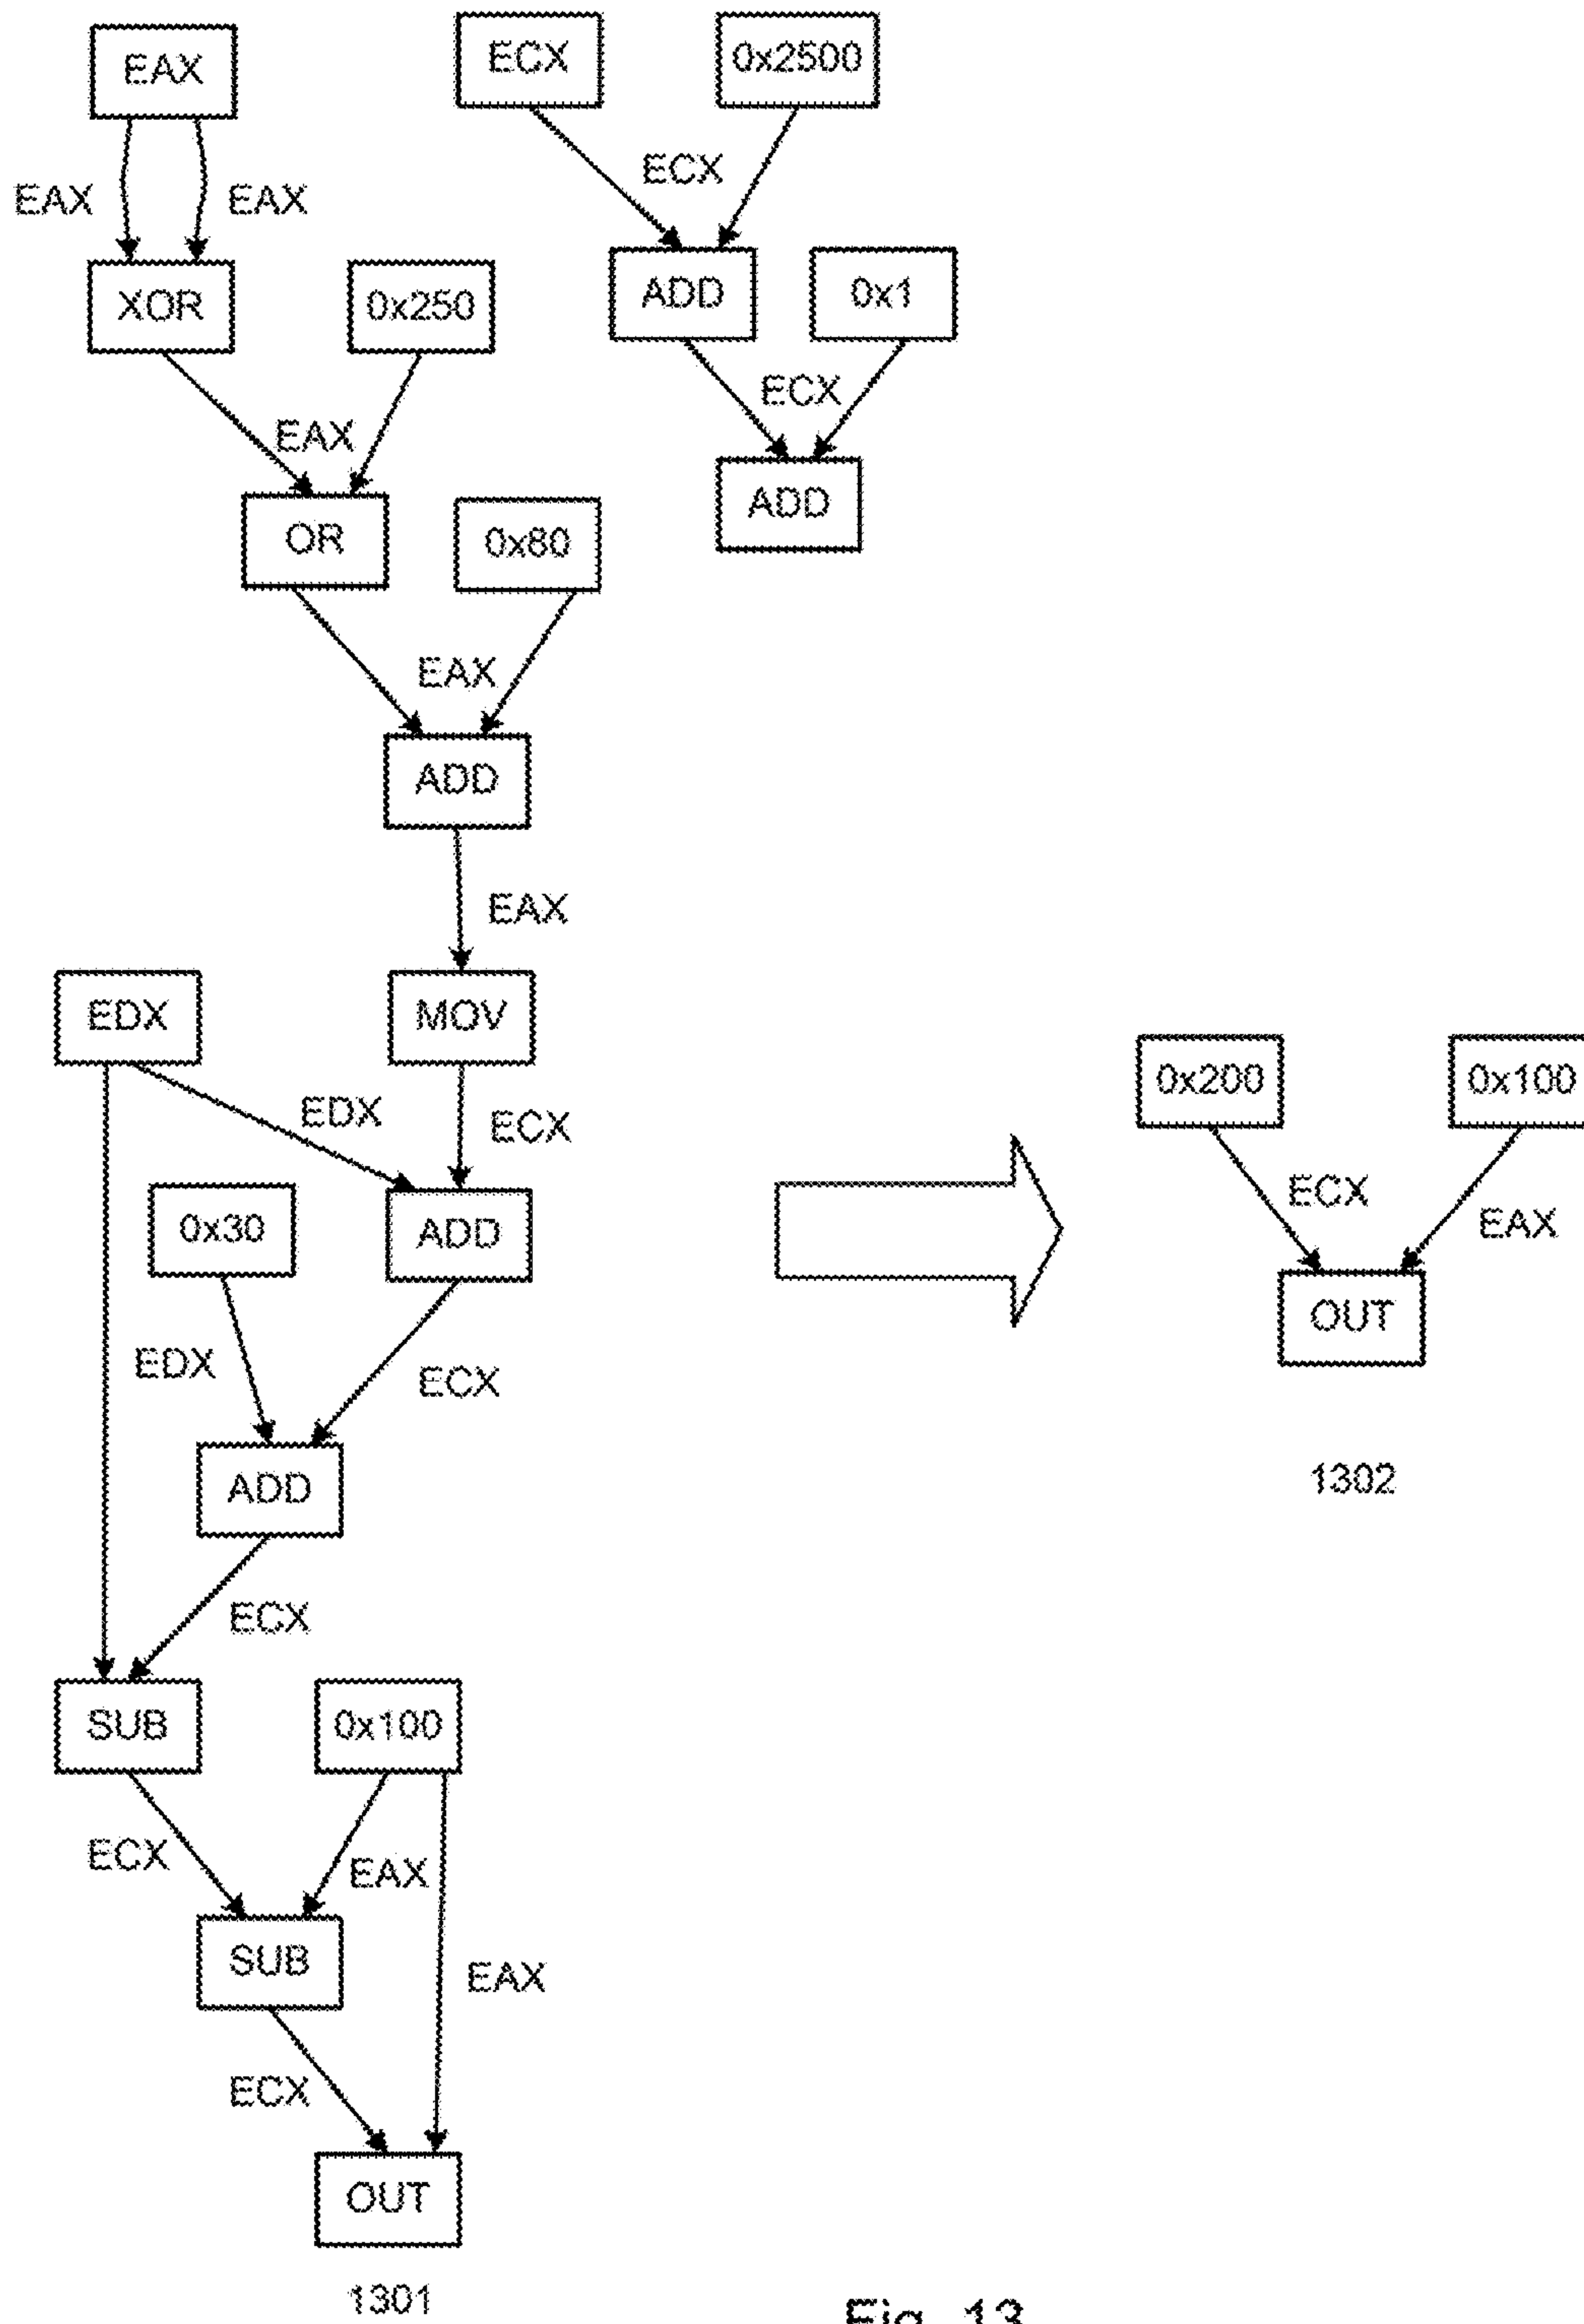 EAX
ECX
0x2500
EAX
EAX
ECX
XOR
0x250
ADD
0x1
EAX
ECX
OR
0x80
ADD
EAX
ADD
EAX
EDX
MOV
EDX
ECX
0x30
ADD
EDX
ECX
ADD
ECX
SUB
0x100
ECX
EAX
SUB
EAX
ECX
OUT
1301
0x200
0x100
ECX
EAX
OUT
1302
Fig. 13